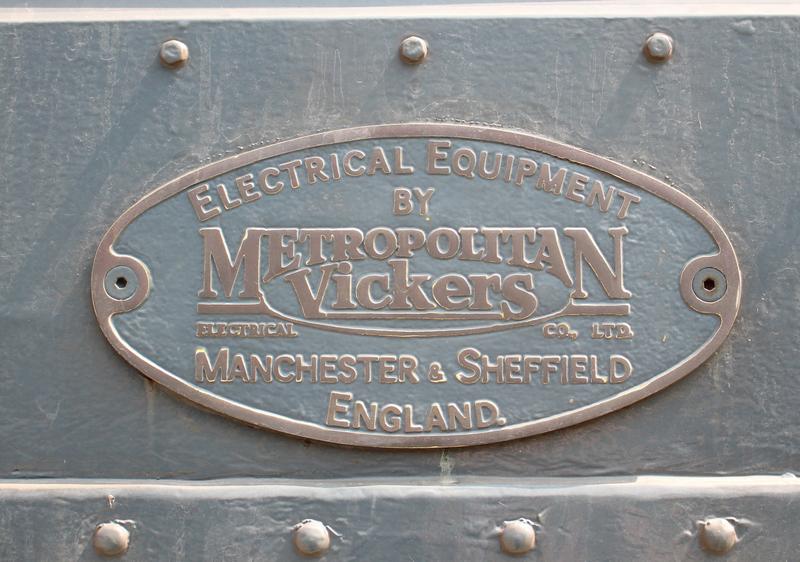 ELECTRICAL EQUIPMENT
BY
METROPOLITAN
Vickers
ELECTRICAL CO., LTD.
MANCHESTER & SHEFFIELD
ENGLAND.